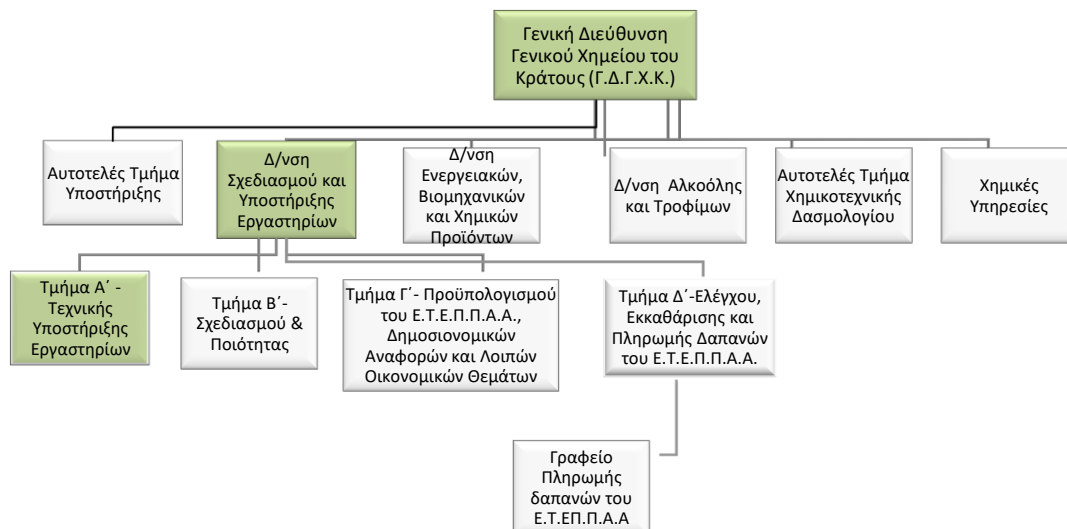 Γενική Διεύθυνση
Γενικού Χημείου του
Κράτους (Γ.Δ.Γ.Χ.Κ.)
Αυτοτελές Τμήμα
Υποστήριξης
Δ/νση
Σχεδιασμού και
Υποστήριξης
Εργαστηρίων
Δ/νση
Ενεργειακών,
Βιομηχανικών
και Χημικών
Προϊόντων
Δ/νση Αλκοόλης
και Τροφίμων
Αυτοτελές Τμήμα
Χημικοτεχνικής
Δασμολογίου
Χημικές
Υπηρεσίες
Τμήμα Α΄ -
Τεχνικής
Υποστήριξης
Εργαστηρίων
Τμήμα Β΄-
Σχεδιασμού &
Ποιότητας
Τμήμα Γ΄- Προϋπολογισμού
του Ε.Τ.Ε.Π.Π.Α.Α.,
Δημοσιονομικών
Αναφορών και Λοιπών
Οικονομικών Θεμάτων
Τμήμα Δ΄-Ελέγχου,
Εκκαθάρισης και
Πληρωμής Δαπανών
του Ε.Τ.Ε.Π.Π.Α.Α.
Γραφείο
Πληρωμής
δαπανών του
Ε.Τ.ΕΠ.Π.Α.Α